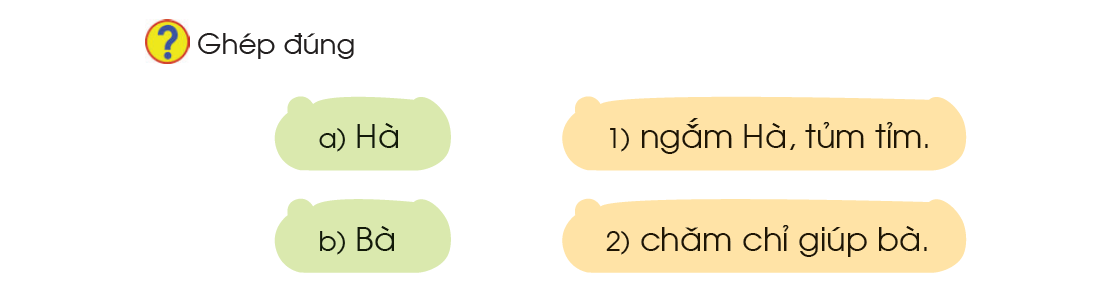 ? Ghép đúng
a) Hà
1) ngắm Hà, tủm tỉm.
b) Bà
2) chăm chỉ giúp bà.